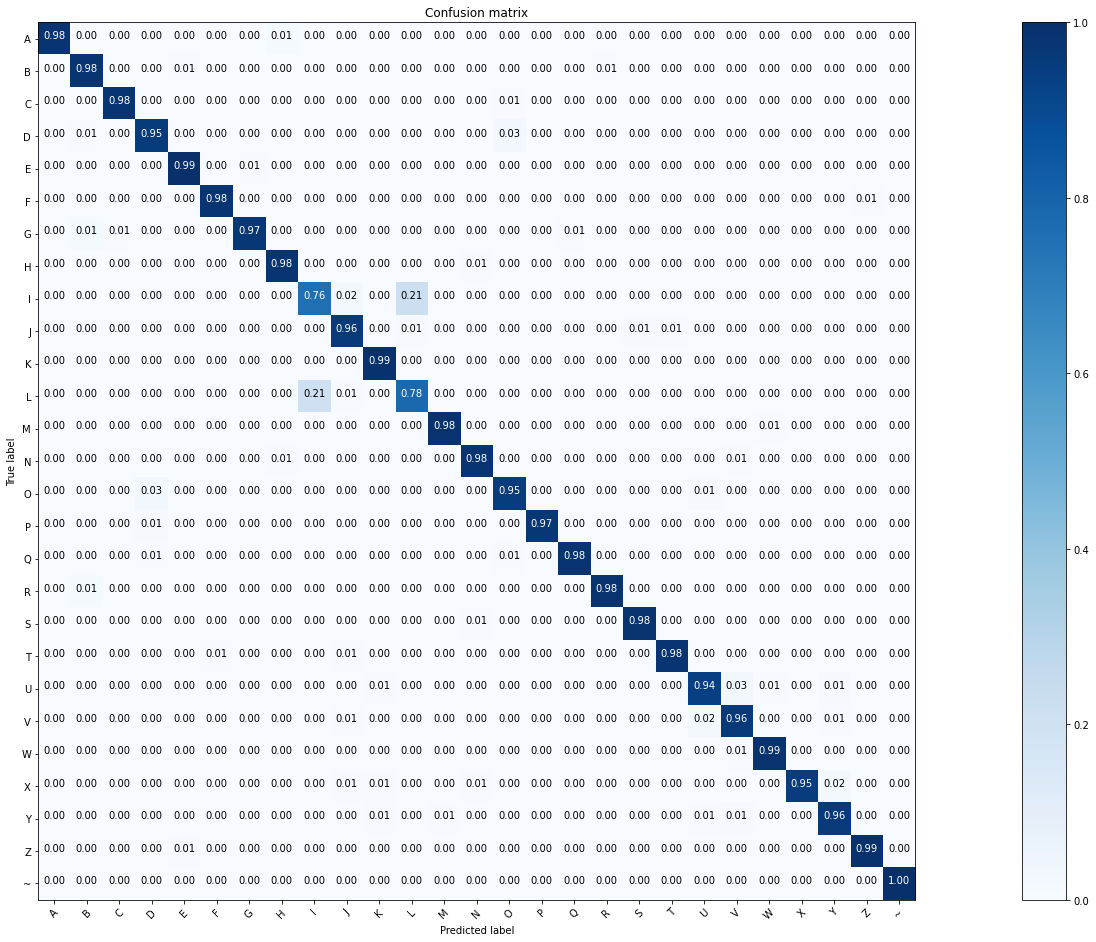 Confusion matrix
A 0.98 0.00 0.00 0.00 0.00 0.00 0.00 0.01 0.00 0.00 0.00 0.00 0.00 0.00 0.00 0.00 0.00 0.00 0.00 0.00 0.00 0.00 0.00 0.00 0.00 0.00 0.00
B 0.00 0.98 0.00 0.00 0.01 0.00 0.00 0.00 0.00 0.00 0.00 0.00 0.00 0.00 0.00 0.00 0.00 0.01 0.00 0.00 0.00 0.00 0.00 0.00 0.00 0.00 0.00
C 0.00 0.00 0.98 0.00 0.00 0.00 0.00 0.00 0.00 0.00 0.00 0.00 0.00 0.00 0.01 0.00 0.00 0.00 0.00 0.00 0.00 0.00 0.00 0.00 0.00 0.00 0.00
D 0.00 0.01 0.00 0.95 0.00 0.00 0.00 0.00 0.00 0.00 0.00 0.00 0.00 0.00 0.03 0.00 0.00 0.00 0.00 0.00 0.00 0.00 0.00 0.00 0.00 0.00 0.00
E 0.00 0.00 0.00 0.00 0.99 0.00 0.01 0.00 0.00 0.00 0.00 0.00 0.00 0.00 0.00 0.00 0.00 0.00 0.00 0.00 0.00 0.00 0.00 0.00 0.00 0.00 0.00
F 0.00 0.00 0.00 0.00 0.00 0.98 0.00 0.00 0.00 0.00 0.00 0.00 0.00 0.00 0.00 0.00 0.00 0.00 0.00 0.00 0.00 0.00 0.00 0.00 0.00 0.01 0.00
G 0.00 0.01 0.01 0.00 0.00 0.00 0.97 0.00 0.00 0.00 0.00 0.00 0.00 0.00 0.00 0.00 0.01 0.00 0.00 0.00 0.00 0.00 0.00 0.00 0.00 0.00 0.00
H 0.00 0.00 0.00 0.00 0.00 0.00 0.00 0.98 0.00 0.00 0.00 0.00 0.00 0.01 0.00 0.00 0.00 0.00 0.00 0.00 0.00 0.00 0.00 0.00 0.00 0.00 0.00
I 0.00 0.00 0.00 0.00 0.00 0.00 0.00 0.00 0.76 0.02 0.00 0.21 0.00 0.00 0.00 0.00 0.00 0.00 0.00 0.00 0.00 0.00 0.00 0.00 0.00 0.00 0.00
J 0.00 0.00 0.00 0.00 0.00 0.00 0.00 0.00 0.00 0.96 0.00 0.01 0.00 0.00 0.00 0.00 0.00 0.00 0.01 0.01 0.00 0.00 0.00 0.00 0.00 0.00 0.00
K 0.00 0.00 0.00 0.00 0.00 0.00 0.00 0.00 0.00 0.00 0.99 0.00 0.00 0.00 0.00 0.00 0.00 0.00 0.00 0.00 0.00 0.00 0.00 0.00 0.00 0.00 0.00
L 0.00 0.00 0.00 0.00 0.00 0.00 0.00 0.00 0.21 0.01 0.00 0.78 0.00 0.00 0.00 0.00 0.00 0.00 0.00 0.00 0.00 0.00 0.00 0.00 0.00 0.00 0.00
M 0.00 0.00 0.00 0.00 0.00 0.00 0.00 0.00 0.00 0.00 0.00 0.00 0.98 0.00 0.00 0.00 0.00 0.00 0.00 0.00 0.00 0.00 0.01 0.00 0.00 0.00 0.00
N 0.00 0.00 0.00 0.00 0.00 0.00 0.00 0.01 0.00 0.00 0.00 0.00 0.00 0.98 0.00 0.00 0.00 0.00 0.00 0.00 0.00 0.01 0.00 0.00 0.00 0.00 0.00
O 0.00 0.00 0.00 0.03 0.00 0.00 0.00 0.00 0.00 0.00 0.00 0.00 0.00 0.00 0.95 0.00 0.00 0.00 0.00 0.00 0.01 0.00 0.00 0.00 0.00 0.00 0.00
P 0.00 0.00 0.00 0.01 0.00 0.00 0.00 0.00 0.00 0.00 0.00 0.00 0.00 0.00 0.00 0.97 0.00 0.00 0.00 0.00 0.00 0.00 0.00 0.00 0.00 0.00 0.00
Q 0.00 0.00 0.00 0.01 0.00 0.00 0.00 0.00 0.00 0.00 0.00 0.00 0.00 0.00 0.01 0.00 0.98 0.00 0.00 0.00 0.00 0.00 0.00 0.00 0.00 0.00 0.00
R 0.00 0.01 0.00 0.00 0.00 0.00 0.00 0.00 0.00 0.00 0.00 0.00 0.00 0.00 0.00 0.00 0.00 0.98 0.00 0.00 0.00 0.00 0.00 0.00 0.00 0.00 0.00
S 0.00 0.00 0.00 0.00 0.00 0.00 0.00 0.00 0.00 0.00 0.00 0.00 0.00 0.01 0.00 0.00 0.00 0.00 0.98 0.00 0.00 0.00 0.00 0.00 0.00 0.00 0.00
T 0.00 0.00 0.00 0.00 0.00 0.01 0.00 0.00 0.00 0.01 0.00 0.00 0.00 0.00 0.00 0.00 0.00 0.00 0.00 0.98 0.00 0.00 0.00 0.00 0.00 0.00 0.00
U 0.00 0.00 0.00 0.00 0.00 0.00 0.00 0.00 0.00 0.00 0.01 0.00 0.00 0.00 0.00 0.00 0.00 0.00 0.00 0.00 0.94 0.03 0.01 0.00 0.01 0.00 0.00
V 0.00 0.00 0.00 0.00 0.00 0.00 0.00 0.00 0.00 0.01 0.00 0.00 0.00 0.00 0.00 0.00 0.00 0.00 0.00 0.00 0.02 0.96 0.00 0.00 0.01 0.00 0.00
W 0.00 0.00 0.00 0.00 0.00 0.00 0.00 0.00 0.00 0.00 0.00 0.00 0.00 0.00 0.00 0.00 0.00 0.00 0.00 0.00 0.00 0.01 0.99 0.00 0.00 0.00 0.00
X 0.00 0.00 0.00 0.00 0.00 0.00 0.00 0.00 0.00 0.01 0.01 0.00 0.00 0.01 0.00 0.00 0.00 0.00 0.00 0.00 0.00 0.00 0.00 0.95 0.02 0.00 0.00
Y 0.00 0.00 0.00 0.00 0.00 0.00 0.00 0.00 0.00 0.00 0.01 0.00 0.01 0.00 0.00 0.00 0.00 0.00 0.00 0.00 0.01 0.01 0.00 0.00 0.96 0.00 0.00
Z 0.00 0.00 0.00 0.00 0.01 0.00 0.00 0.00 0.00 0.00 0.00 0.00 0.00 0.00 0.00 0.00 0.00 0.00 0.00 0.00 0.00 0.00 0.00 0.00 0.00 0.99 0.00
~ 0.00 0.00 0.00 0.00 0.00 0.00 0.00 0.00 0.00 0.00 0.00 0.00 0.00 0.00 0.00 0.00 0.00 0.00 0.00 0.00 0.00 0.00 0.00 0.00 0.00 0.00 1.00
A B C D E F G H I J K L M N O P Q R S T U V W X Y Z ~
True label
Predicted label
1.0
0.8
0.6
0.4
0.2
0.0